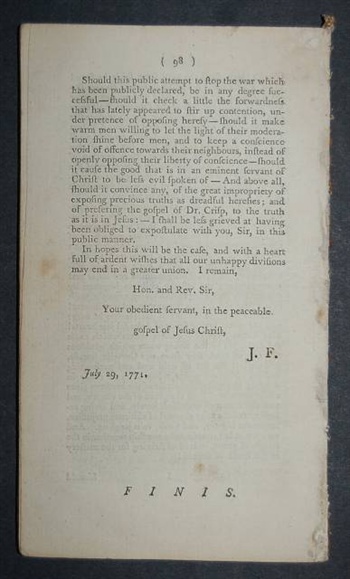 ( 98 )
Should this public attempt to ſtop the war which
has been publicly declared, be in any degree ſuc-
ceſsful—ſhould it check a little the forwardneſs
that has lately appeared to ſtir up contention, un-
der pretence of oppoſing hereſy—ſhould it make
warm men willing to let the light of their modera-
tion ſhine before men, and to keep a conſcience
void of offence towards their neighbours, inſtead of
openly oppoſing their liberty of conſcience—ſhould
it cauſe the good that is in an eminent ſervant of
Chriſt to be leſs evil ſpoken of—And above all,
ſhould it convince any, of the great impropriety of
expoſing precious truths as dreadful hereſies; and
of prefering the goſpel of Dr. Criſp, to the truth
as it is in Jeſus:—I ſhall be leſs grieved at having
been obliged to expoſtulate with you, Sir, in this
public manner.
In hopes this will be the caſe, and with a heart
full of ardent wiſhes that all our unhappy diviſions
may end in a greater union. I remain,
Hon. and Rev. Sir,
Your obedient ſervant, in the peaceable
goſpel of Jeſus Chriſt,
J. F.
July 29, 1771.
F I N I S.